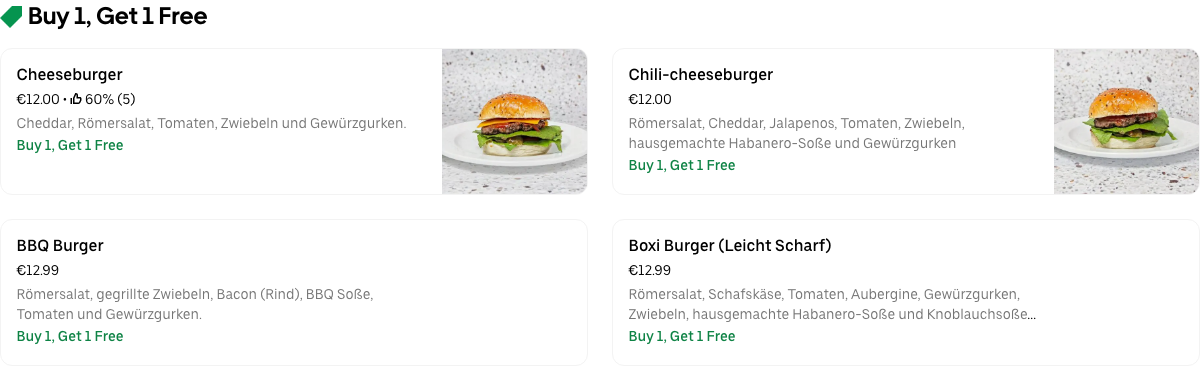 Buy 1, Get 1 Free
Cheeseburger
€12.00 • 60% (5)
Cheddar, Römersalat, Tomaten, Zwiebeln und Gewürzgurken.
Buy 1, Get 1 Free
Chili-cheeseburger
€12.00
Römersalat, Cheddar, Jalapenos, Tomaten, Zwiebeln,
hausgemachte Habanero-Soße und Gewürzgurken
Buy 1, Get 1 Free
BBQ Burger
€12.99
Römersalat, gegrillte Zwiebeln, Bacon (Rind), BBQ Soße,
Tomaten und Gewürzgurken.
Buy 1, Get 1 Free
Boxi Burger (Leicht Scharf)
€12.99
Römersalat, Schafskäse, Tomaten, Aubergine, Gewürzgurken,
Zwiebeln, hausgemachte Habanero-Soße und Knoblauchsoße...
Buy 1, Get 1 Free